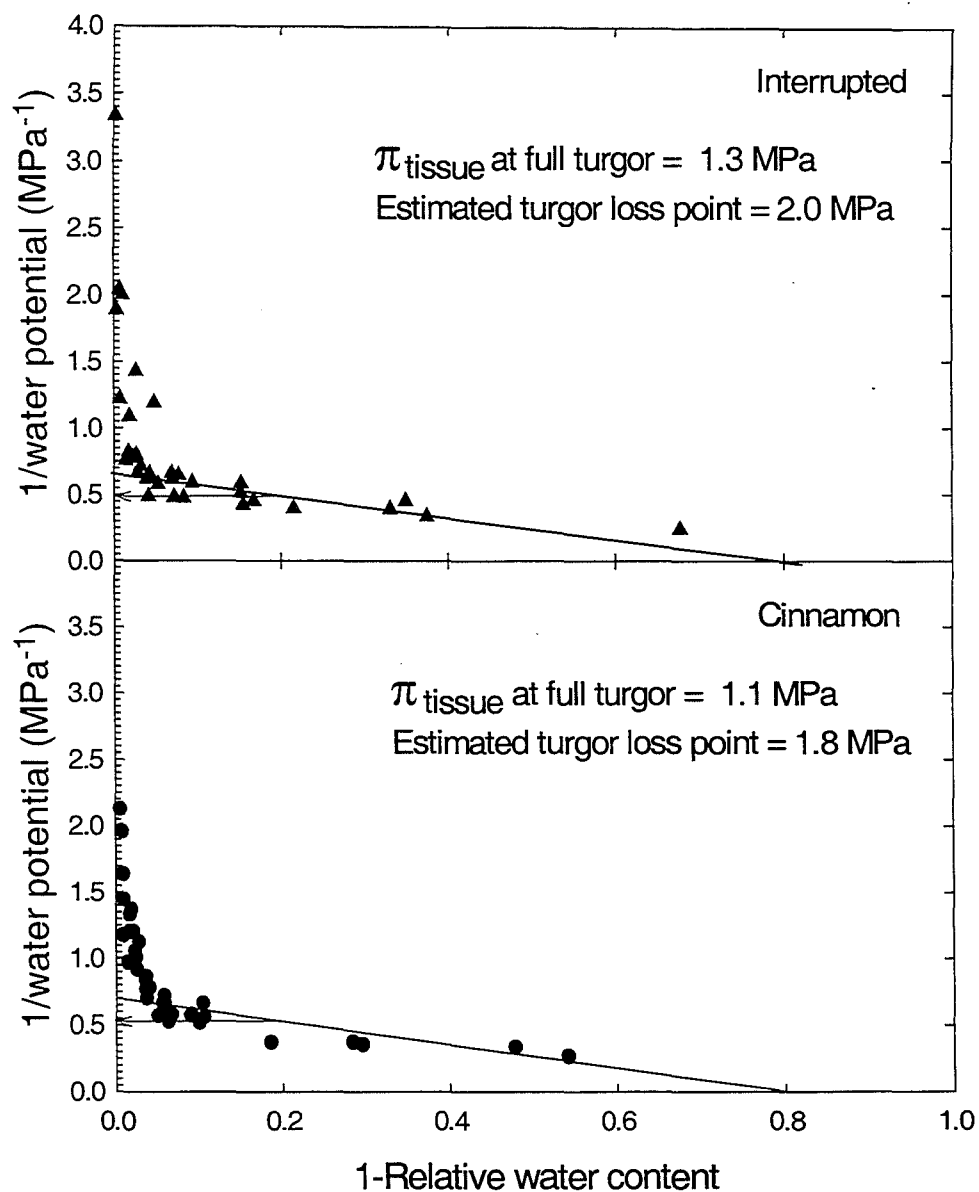 4.0
3.5
3.0
2.5
2.0
1.5
1.0
0.5
0.0
1/water potential (MPa-1)
Interrupted
πtissue at full turgor = 1.3 MPa
Estimated turgor loss point = 2.0 MPa
3.5
3.0
2.5
2.0
1.5
1.0
0.5
0.0
1/water potential (MPa-1)
Cinnamon
πtissue at full turgor = 1.1 MPa
Estimated turgor loss point = 1.8 MPa
0.0 0.2 0.4 0.6 0.8 1.0
1-Relative water content